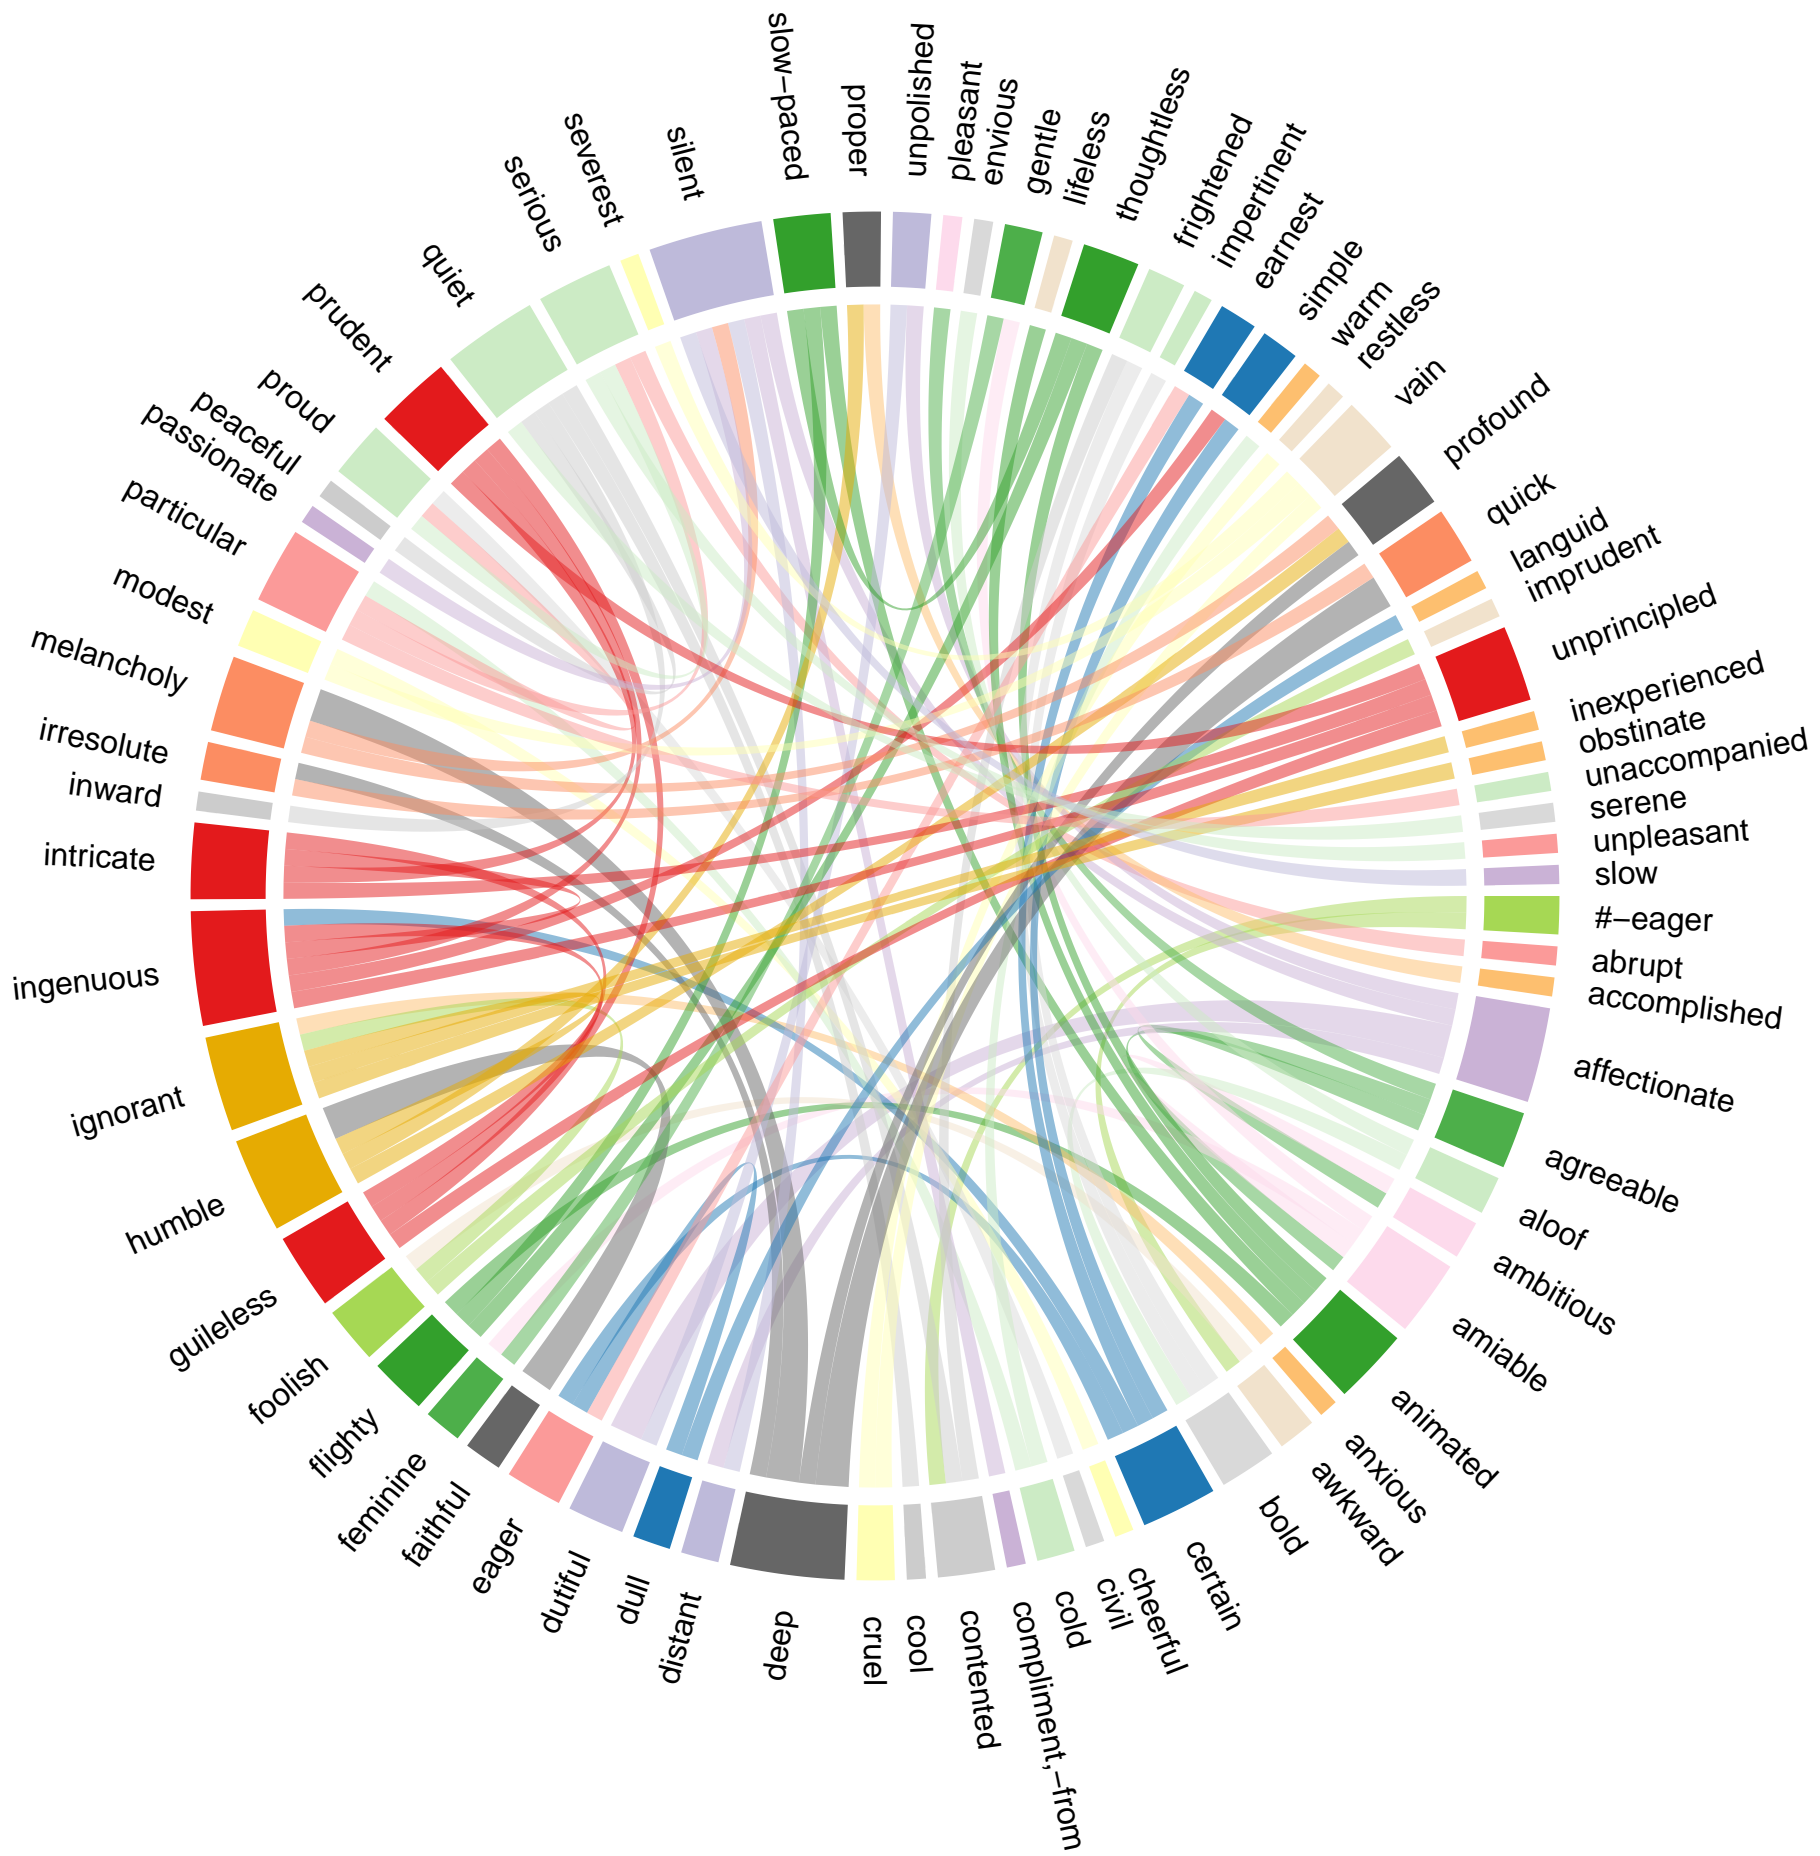 slow−paced
proper
unpolished
pleasant
envious
gentle
lifeless
thoughtless
frightened
impertinent
earnest
simple
warm
restless
vain
profound
quick
languid
imprudent
unprincipled
inexperienced
obstinate
unaccompanied
serene
unpleasant
slow
#−eager
abrupt
accomplished
affectionate
agreeable
aloof
ambitious
amiable
animated
anxious
awkward
bold
certain
cheerful
civil
cold
compliment,−from
contented
cool
cruel
deep
distant
dull
dutiful
eager
faithful
feminine
flighty
foolish
guileless
humble
ignorant
ingenuous
intricate
inward
irresolute
melancholy
modest
particular
passionate
peaceful
proud
prudent
quiet
serious
severest
silent